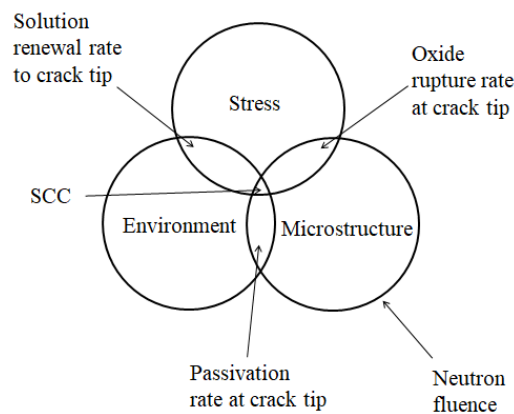 Solution
renewal rate
to crack tip
Oxide
rupture rate
at crack tip
Stress
SCC
Environment
Microstructure
Passivation
rate at crack tip
Neutron
fluence